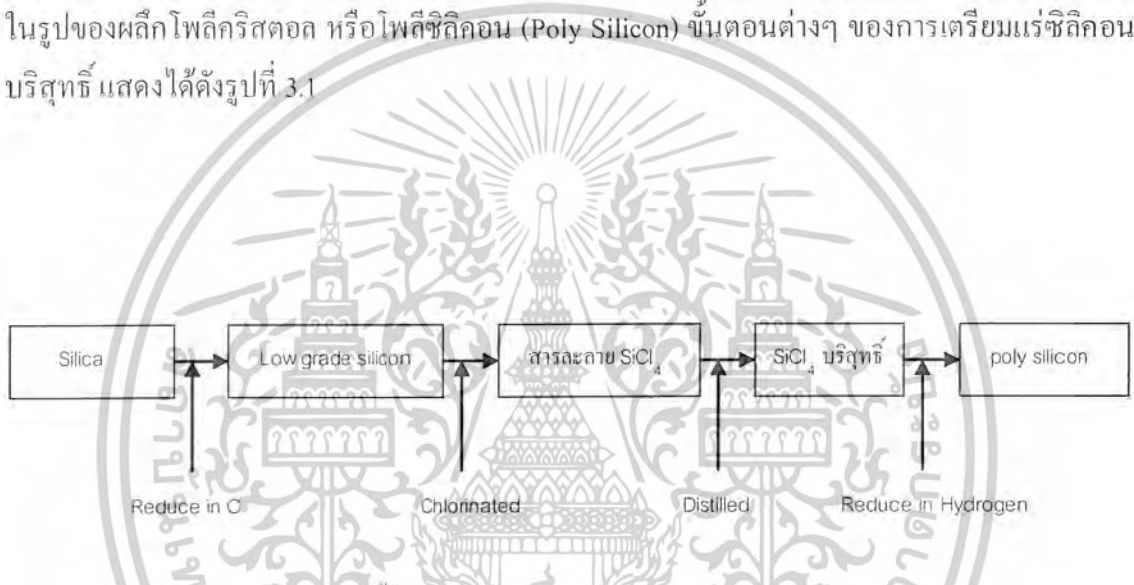 ในรูปของผลึกโพลีคริสตอล หรือโพลีซิลิคอน (Poly Silicon) ขั้นตอนต่างๆ ของการเตรียมแร่ซิลิคอน
บริสุทธิ์ แสดงได้ดังรูปที่ 3.1
Silica
Low grade silicon
สารละลาย SiCl4
SiCl4 บริสุทธิ์
poly silicon
Reduce in C
Chlorinated
Distilled
Reduce in Hydrogen